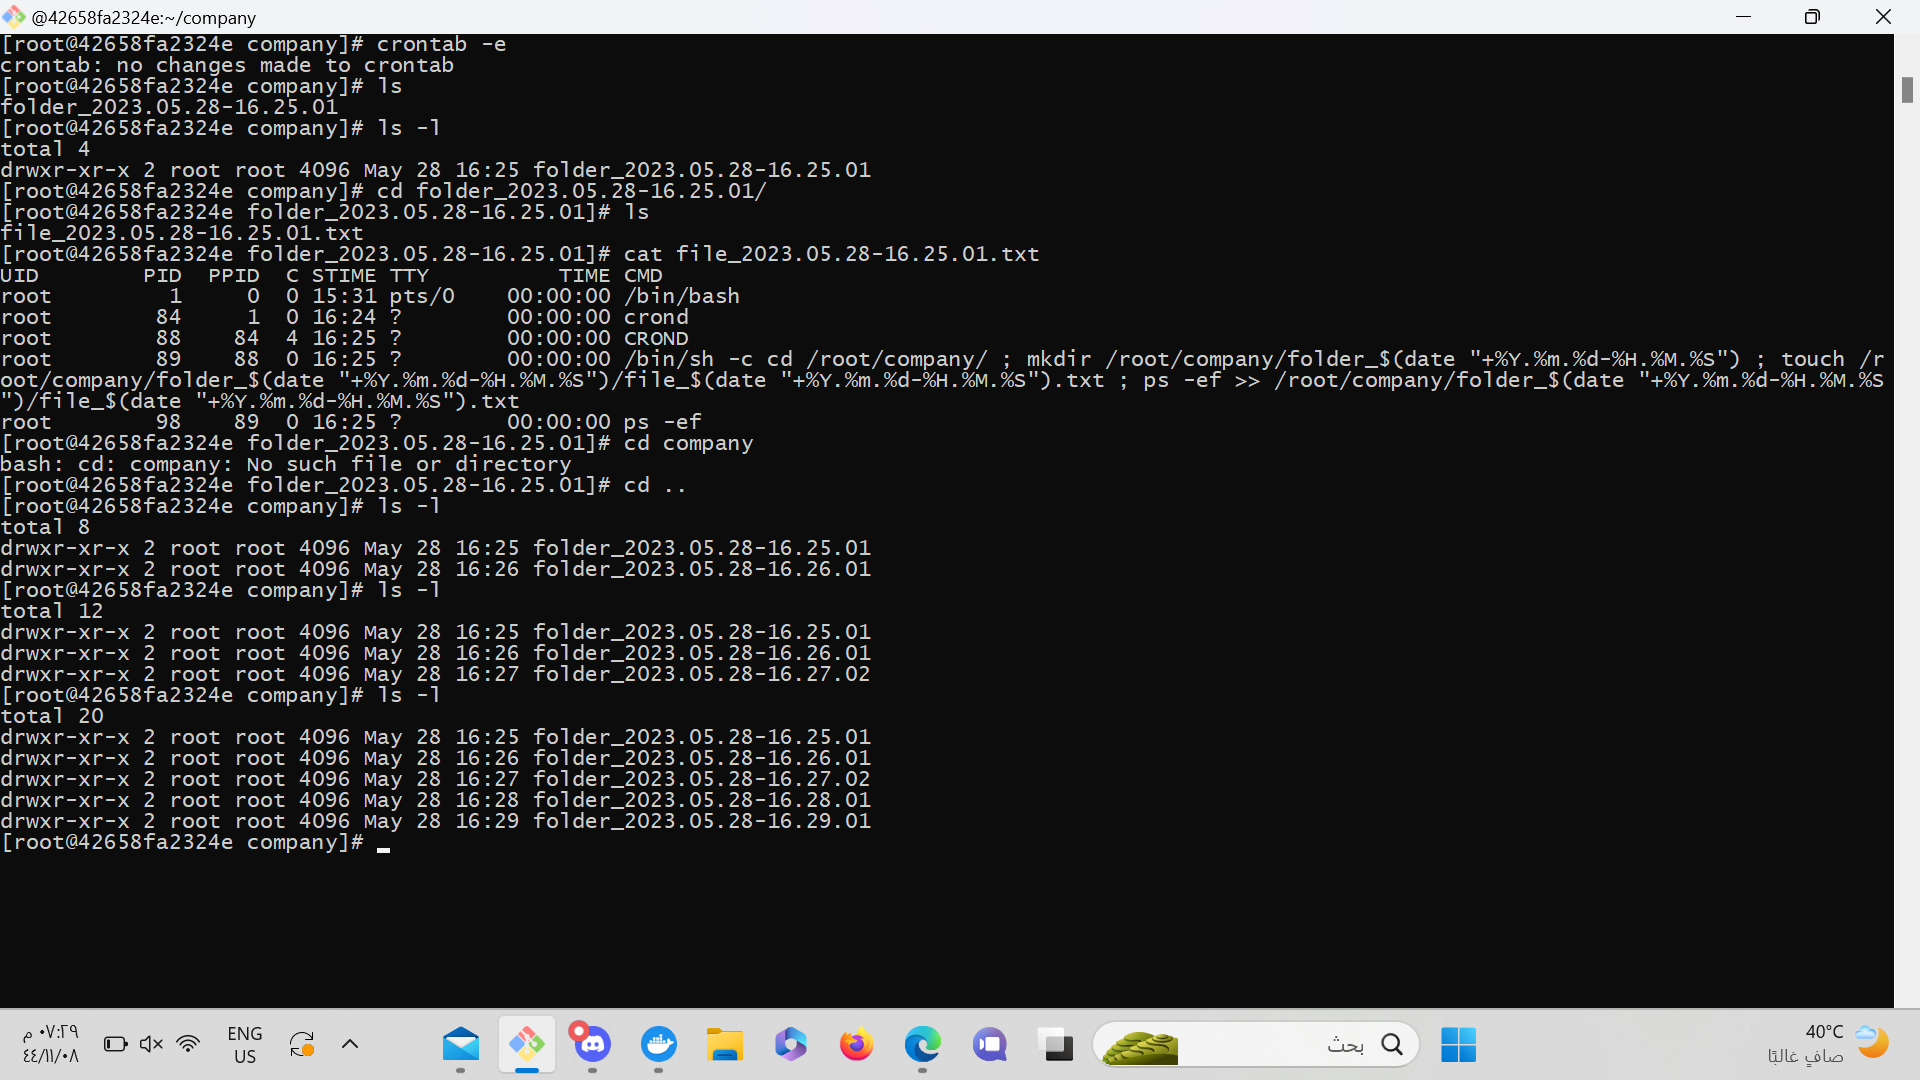 @42658fa2324e:~/company
[root@42658fa2324e company]# crontab -e
crontab: no changes made to crontab
[root@42658fa2324e company]# ls
folder_2023.05.28-16.25.01
[root@42658fa2324e company]# ls -l
total 4
drwxr-xr-x 2 root root 4096 May 28 16:25 folder_2023.05.28-16.25.01
[root@42658fa2324e company]# cd folder_2023.05.28-16.25.01/
[root@42658fa2324e folder_2023.05.28-16.25.01]# ls
file_2023.05.28-16.25.01.txt
[root@42658fa2324e folder_2023.05.28-16.25.01]# cat file_2023.05.28-16.25.01.txt
UID        PID  PPID  C STIME TTY          TIME CMD
root         1     0  0 15:31 pts/0    00:00:00 /bin/bash
root        84     1  0 16:24 ?        00:00:00 crond
root        88    84  4 16:25 ?        00:00:00 CROND
root        89    88  0 16:25 ?        00:00:00 /bin/sh -c cd /root/company/ ; mkdir /root/company/folder_$(date "+%Y.%m.%d-%H.%M.%S") ; touch /r
oot/company/folder_$(date "+%Y.%m.%d-%H.%M.%S")/file_$(date "+%Y.%m.%d-%H.%M.%S").txt ; ps -ef >> /root/company/folder_$(date "+%Y.%m.%d-%H.%M.%S
")/file_$(date "+%Y.%m.%d-%H.%M.%S").txt
root        98    89  0 16:25 ?        00:00:00 ps -ef
[root@42658fa2324e folder_2023.05.28-16.25.01]# cd company
bash: cd: company: No such file or directory
[root@42658fa2324e folder_2023.05.28-16.25.01]# cd ..
[root@42658fa2324e company]# ls -l
total 8
drwxr-xr-x 2 root root 4096 May 28 16:25 folder_2023.05.28-16.25.01
drwxr-xr-x 2 root root 4096 May 28 16:26 folder_2023.05.28-16.26.01
[root@42658fa2324e company]# ls -l
total 12
drwxr-xr-x 2 root root 4096 May 28 16:25 folder_2023.05.28-16.25.01
drwxr-xr-x 2 root root 4096 May 28 16:26 folder_2023.05.28-16.26.01
drwxr-xr-x 2 root root 4096 May 28 16:27 folder_2023.05.28-16.27.02
[root@42658fa2324e company]# ls -l
total 20
drwxr-xr-x 2 root root 4096 May 28 16:25 folder_2023.05.28-16.25.01
drwxr-xr-x 2 root root 4096 May 28 16:26 folder_2023.05.28-16.26.01
drwxr-xr-x 2 root root 4096 May 28 16:27 folder_2023.05.28-16.27.02
drwxr-xr-x 2 root root 4096 May 28 16:28 folder_2023.05.28-16.28.01
drwxr-xr-x 2 root root 4096 May 28 16:29 folder_2023.05.28-16.29.01
[root@42658fa2324e company]#
٠٧:٢٩ م
٤٤/١١/٠٨
ENG
US
بحث
40°C
صافٍ غالبًا